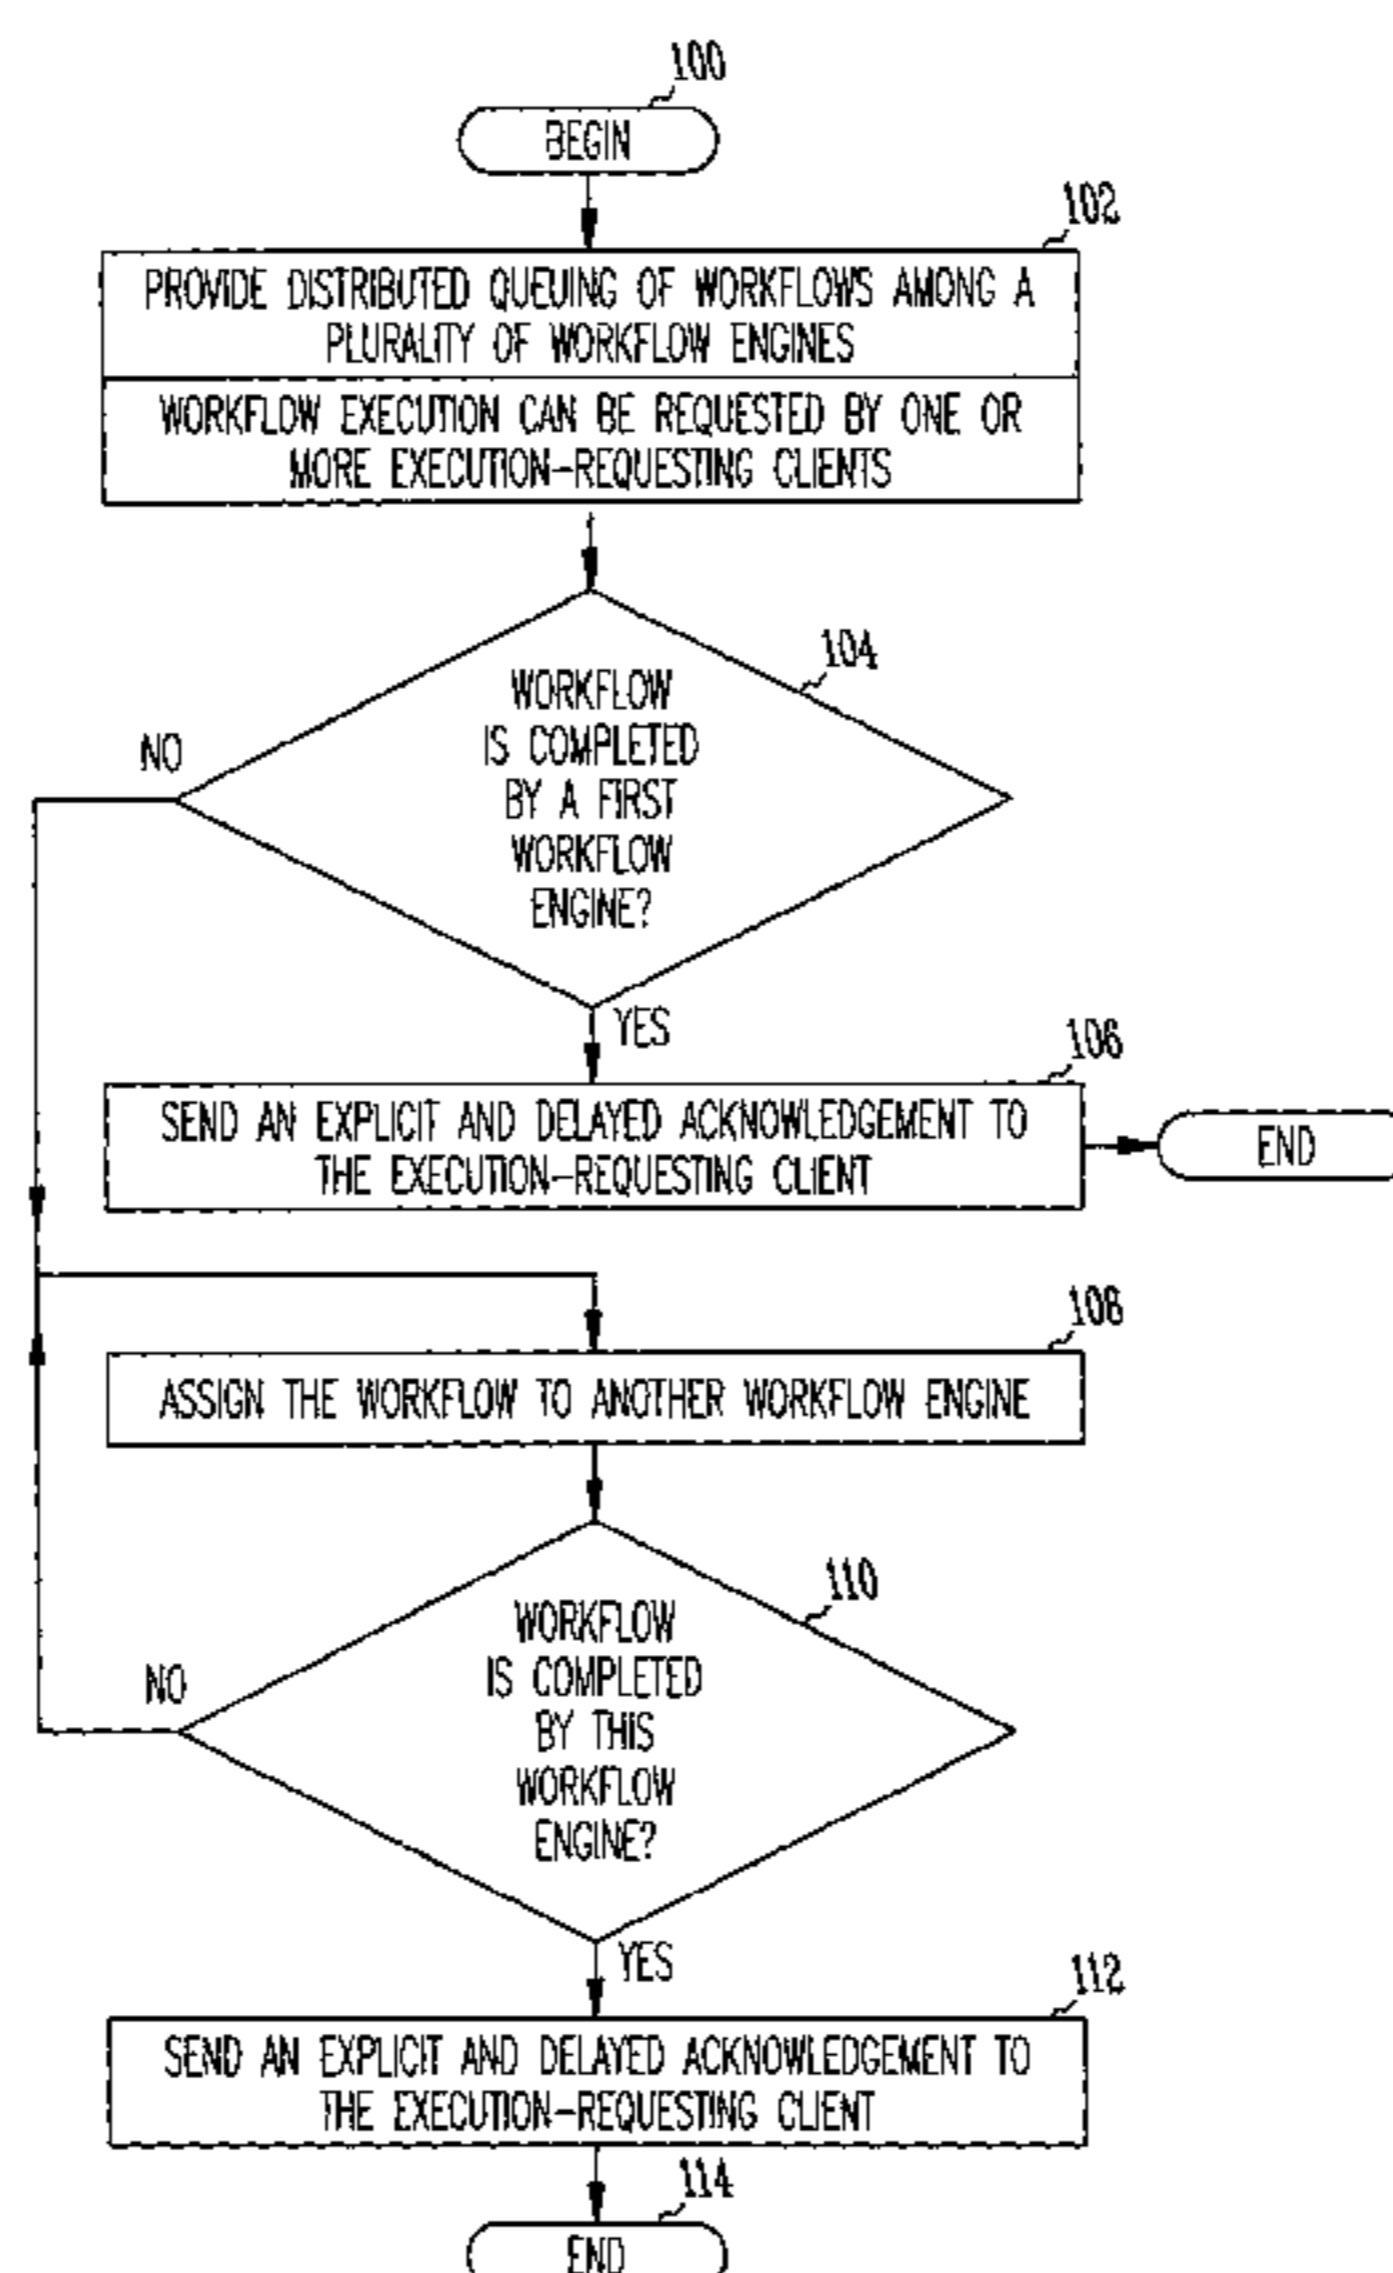 100
BEGIN
102
PROVIDE DISTRIBUTED QUEUING OF WORKFLOWS AMONG A
PLURALITY OF WORKFLOW ENGINES
WORKFLOW EXECUTION CAN BE REQUESTED BY ONE OR
MORE EXECUTION-REQUESTING CLIENTS
104
WORKFLOW
IS COMPLETED
BY A FIRST
WORKFLOW
ENGINE?
NO
YES
106
SEND AN EXPLICIT AND DELAYED ACKNOWLEDGEMENT TO
THE EXECUTION-REQUESTING CLIENT
END
108
ASSIGN THE WORKFLOW TO ANOTHER WORKFLOW ENGINE
110
WORKFLOW
IS COMPLETED
BY THIS
WORKFLOW
ENGINE?
NO
YES
112
SEND AN EXPLICIT AND DELAYED ACKNOWLEDGEMENT TO
THE EXECUTION-REQUESTING CLIENT
114
END